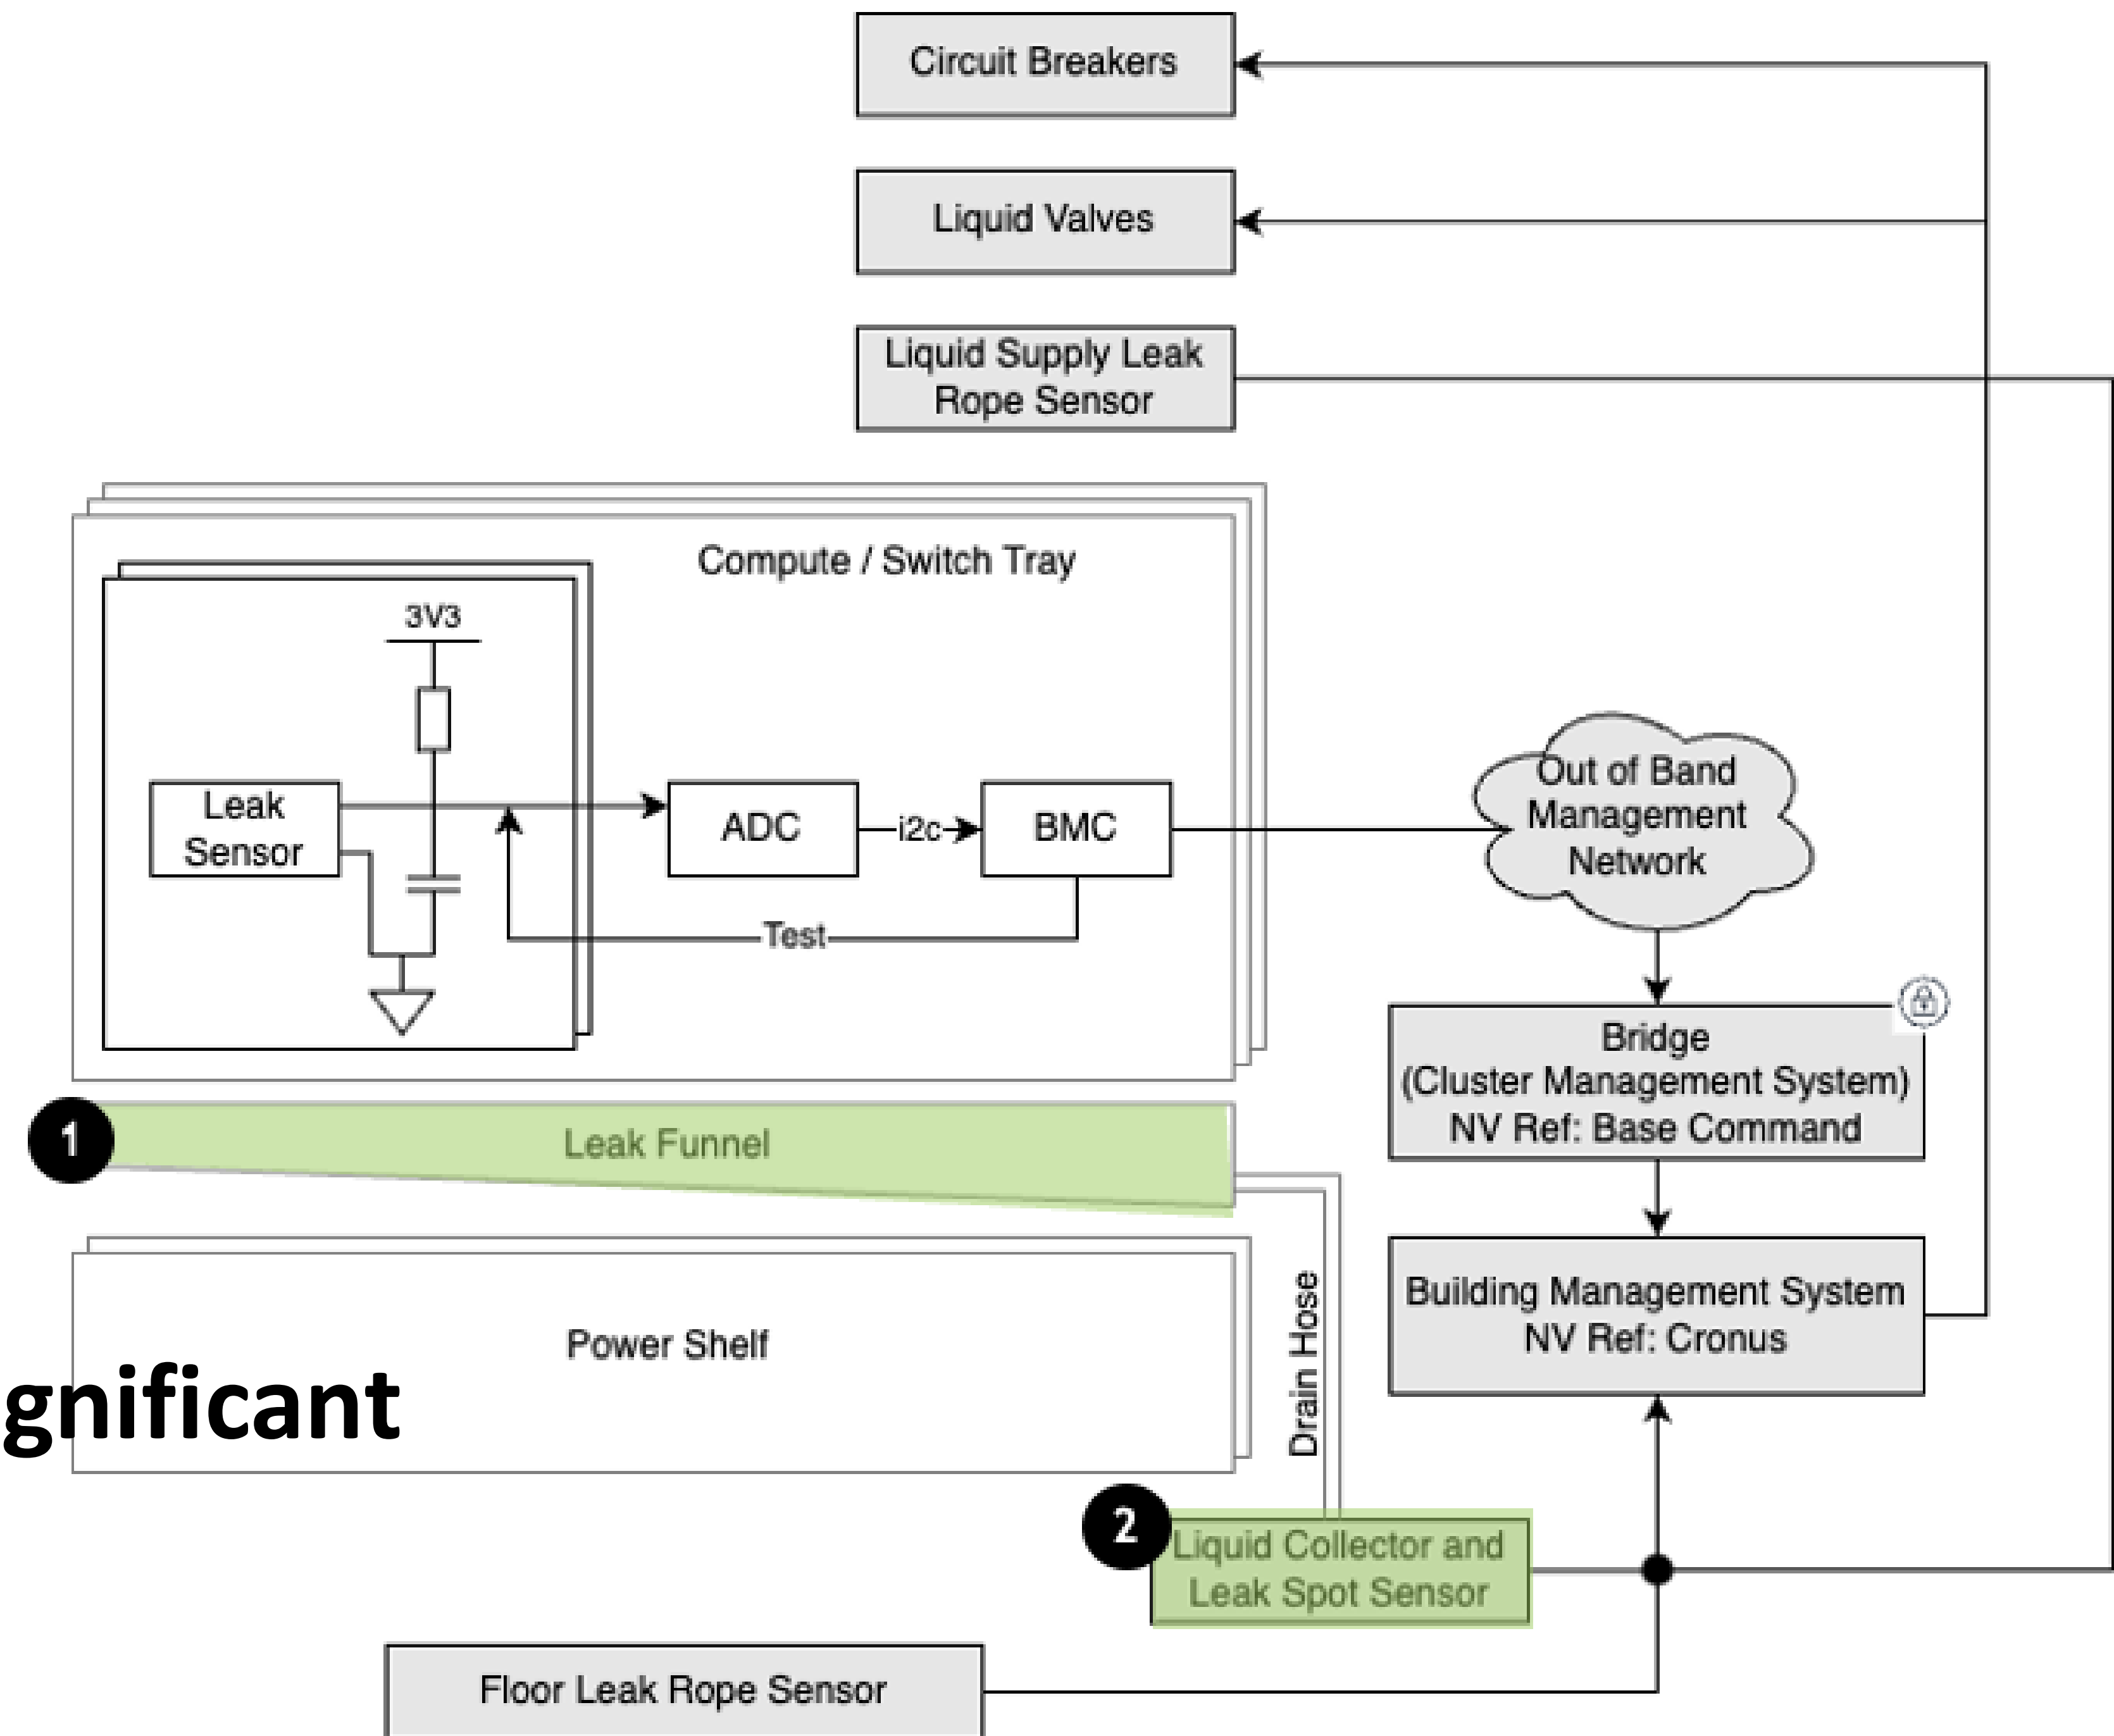 Circuit Breakers
Liquid Valves
Liquid Supply Leak
Rope Sensor
Compute / Switch Tray
3V3
Leak
Sensor
ADC
i2c
BMC
Test
Out of Band
Management
Network
Bridge
(Cluster Management System)
NV Ref: Base Command
1
Leak Funnel
Building Management System
NV Ref: Cronus
Drain Hose
Power Shelf
gnificant
2
Liquid Collector and
Leak Spot Sensor
Floor Leak Rope Sensor